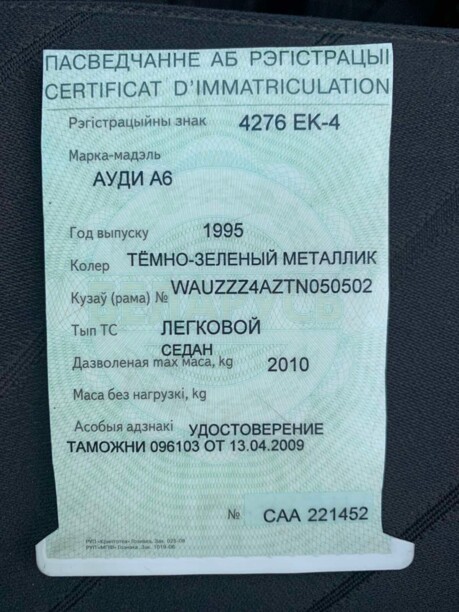 ПАСВЕДЧАННЕ АБ РЭГІСТРАЦЫІ
CERTIFICAT D'IMMATRICULATION
Рэгістрацыйны знак 4276 EK-4
Марка-мадэль
АУДИ А6
Год выпуску 1995
Колер ТЁМНО-ЗЕЛЕНЫЙ МЕТАЛЛИК
Кузаў (рама) № WAUZZZ4AZTN050502
Тып ТС ЛЕГКОВОЙ
СЕДАН
Дазволеная max маса, kg 2010
Маса без нагрузкі, kg
Асобыя адзнакі УДОСТОВЕРЕНИЕ
ТАМОЖНИ 096103 ОТ 13.04.2009
№ САА 221452